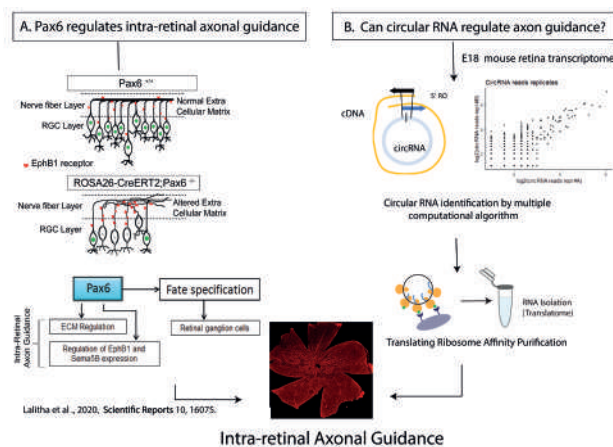 A. Pax6 regulates intra-retinal axonal guidance
Pax6 +/+
Nerve fiber Layer
Normal Extra
Cellular Matrix
RGC Layer
EphB1 receptor
ROSA26-CreERT2;Pax6 -/-
Nerve fiber Layer
Altered Extra
Cellular Matrix
RGC Layer
Pax6
Fate specification
Intra-Retinal
Axon Guidance
ECM Regulation
Retinal ganglion cells
Regulation of EphB1 and
Sema5B expression
Lalitha et al., 2020, Scientific Reports 10, 16075.
B. Can circular RNA regulate axon guidance?
E18 mouse retina transcriptome
5' RO
cDNA
circRNA
CircRNA reads replicates
Circular RNA identification by multiple
computational algorithm
RNA Isolation
(Translatome)
Translating Ribosome Affinity Purification
Intra-retinal Axonal Guidance